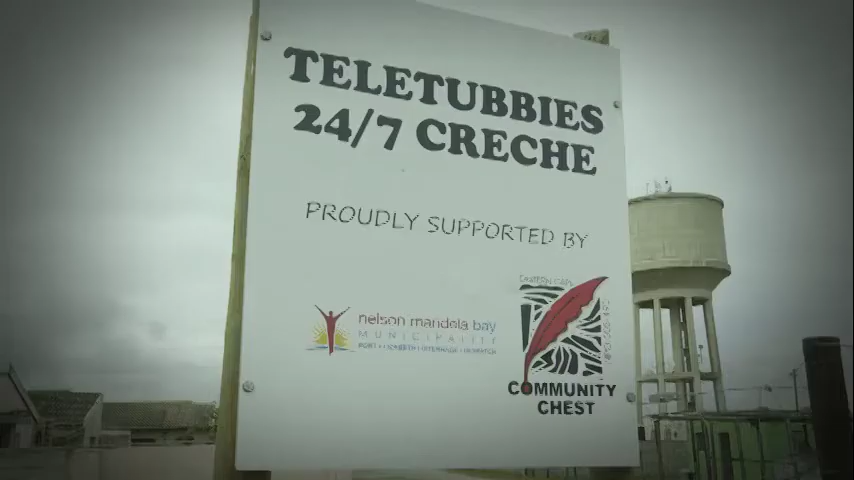 TELETUBBIES
24/7 CRECHE
PROUDLY SUPPORTED BY
nelson mandela bay
MUNICIPALITY
COMMUNITY
CHEST